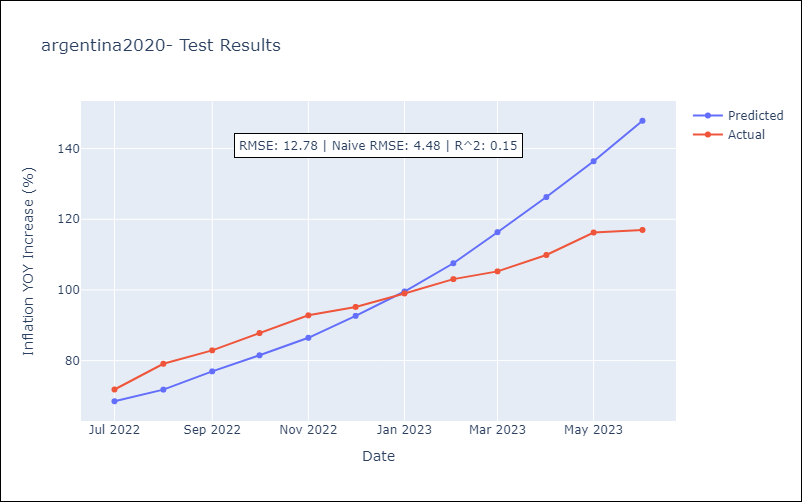 argentina2020- Test Results
Predicted
Actual
RMSE: 12.78 | Naive RMSE: 4.48 | R^2: 0.15
140
120
100
80
Inflation YOY Increase (%)
Jul 2022 Sep 2022 Nov 2022 Jan 2023 Mar 2023 May 2023
Date